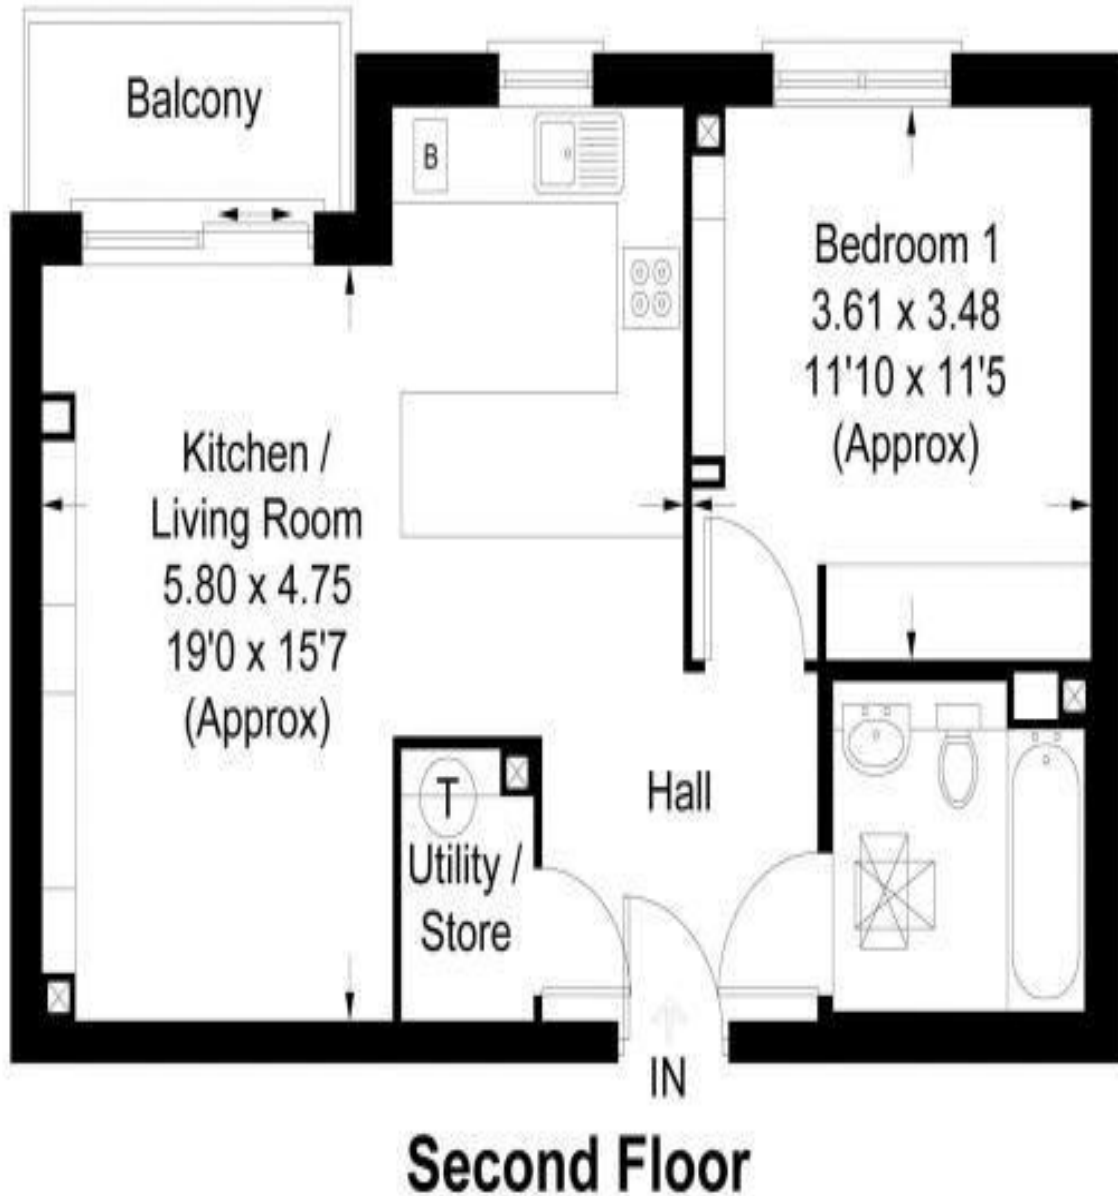 Balcony
B
Bedroom 1
3.61 x 3.48
11'10 x 11'5
(Approx)
Kitchen /
Living Room
5.80 x 4.75
19'0 x 15'7
(Approx)
Hall
T
Utility /
Store
IN
Second Floor